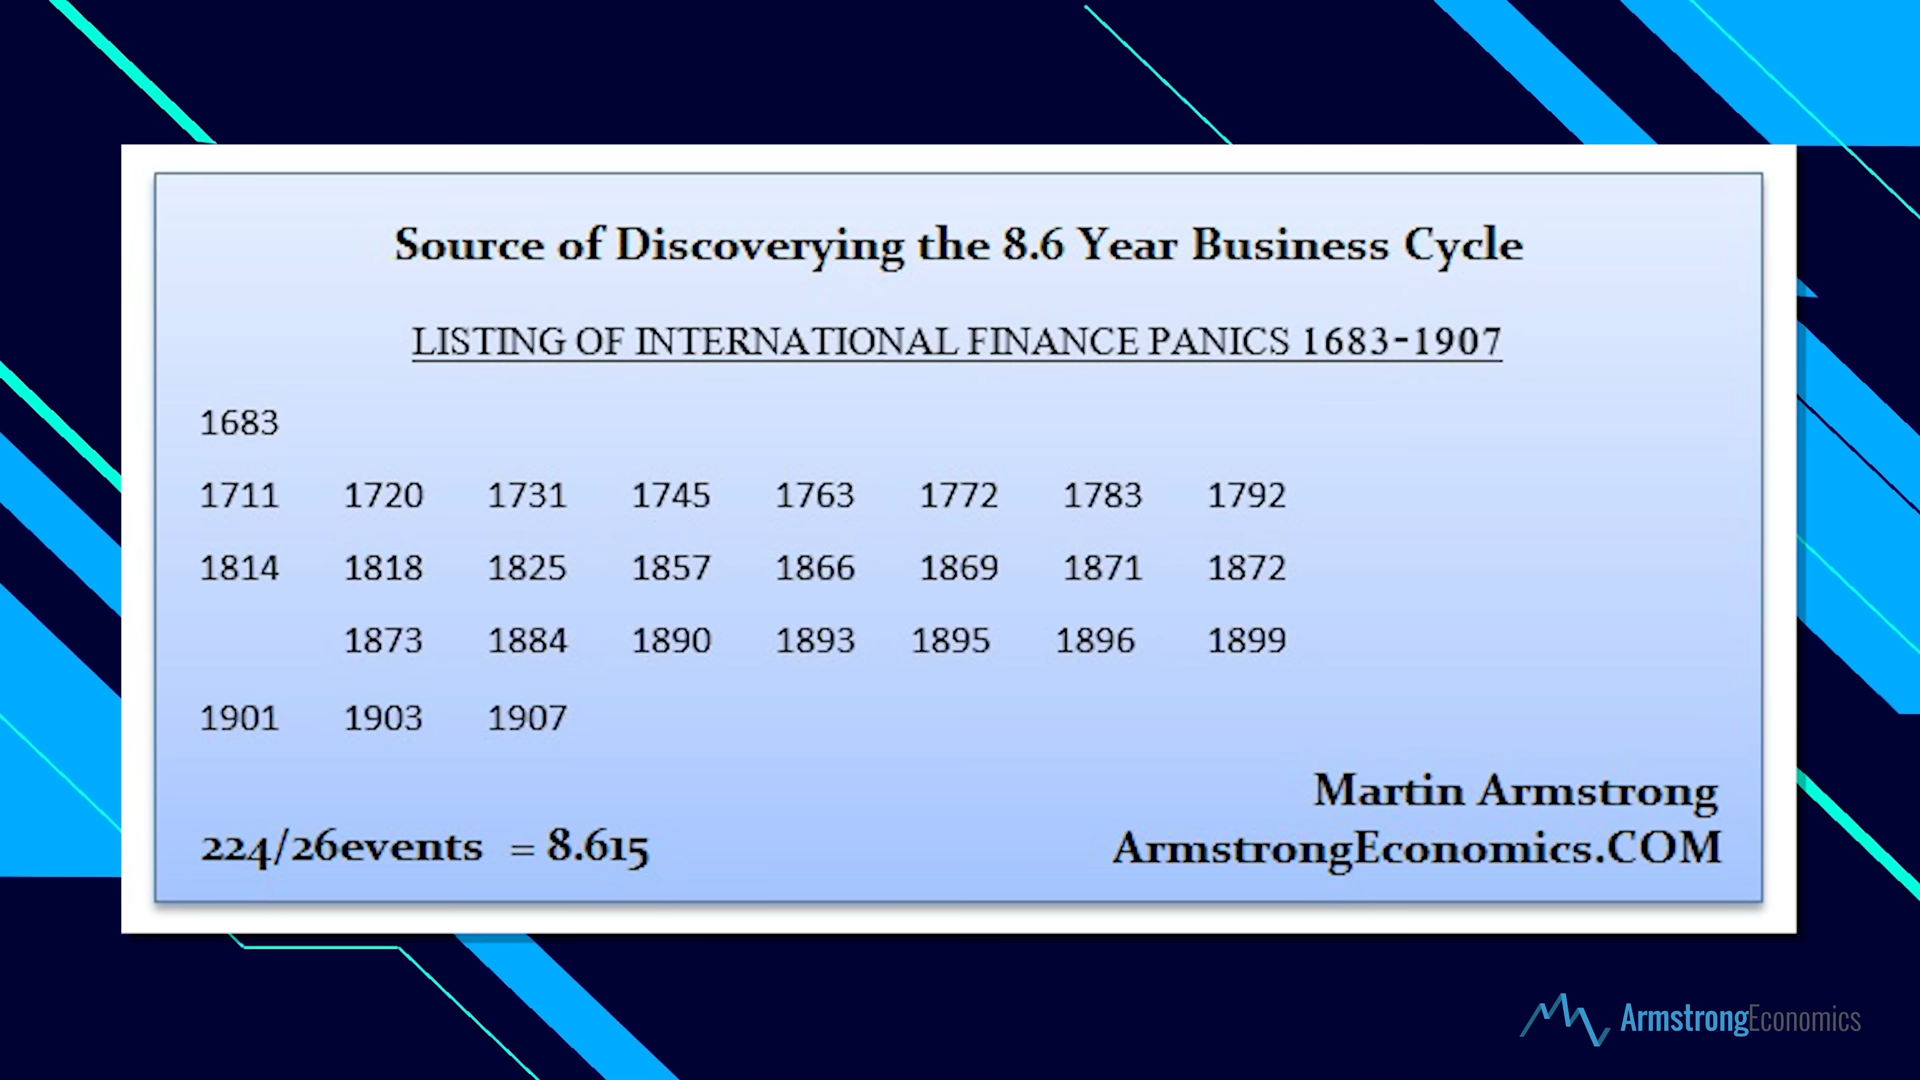 Source of Discoverying the 8.6 Year Business Cycle
LISTING OF INTERNATIONAL FINANCE PANICS 1683-1907
1683
1711 1720 1731 1745 1763 1772 1783 1792
1814 1818 1825 1857 1866 1869 1871 1872
1873 1884 1890 1893 1895 1896 1899
1901 1903 1907
224/26events = 8.615
Martin Armstrong
ArmstrongEconomics.COM
ArmstrongEconomics